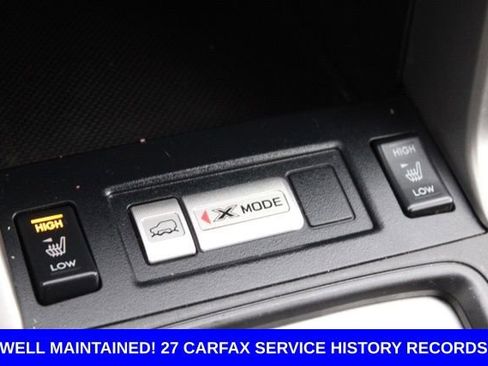 HIGH
LOW
X MODE
HIGH
LOW
WELL MAINTAINED! 27 CARFAX SERVICE HISTORY RECORDS